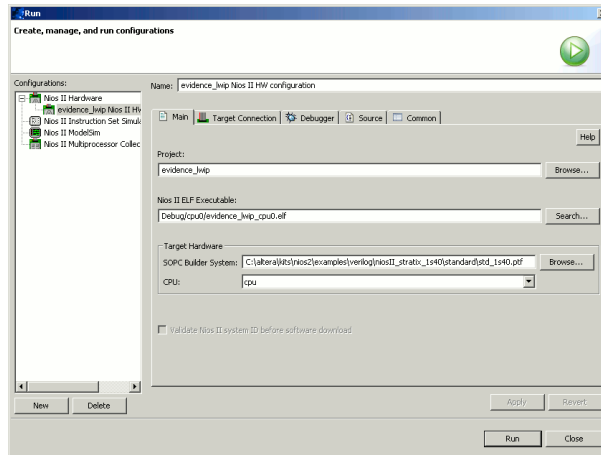 Run
Create, manage, and run configurations
Configurations:
Nios II Hardware
evidence_lwip Nios II HW
Nios II Instruction Set Simula
Nios II ModelSim
Nios II Multiprocessor Collec
New
Delete
Name:
evidence_lwip Nios II HW configuration
Main
Target Connection
Debugger
Source
Common
Help
Project:
evidence_lwip
Browse...
Nios II ELF Executable:
Debug/cpu0/evidence_lwip_cpu0.elf
Search...
Target Hardware
SOPC Builder System:
C:\altera\kits\nios2\examples\verilog\niosII_stratix_1s40\standard\std_1s40.ptf
Browse...
CPU:
cpu
Validate Nios II system ID before software download
Apply
Revert
Run
Close